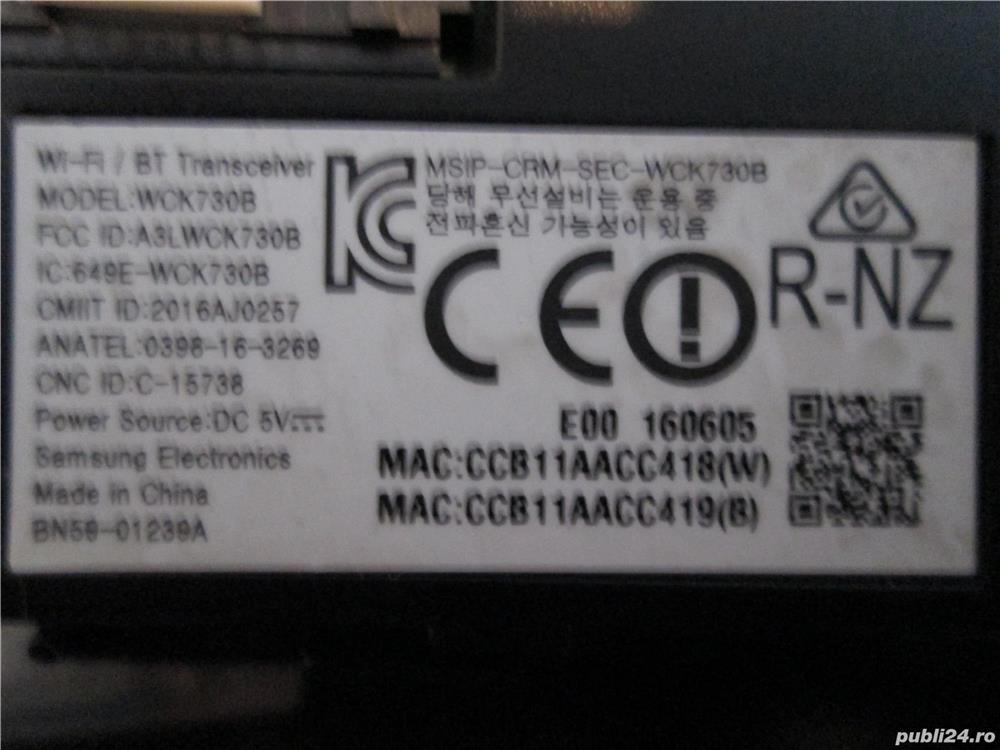 Wi-Fi / BT Transceiver
MODEL:WCK730B
FCC ID:A3LWCK730B
IC:649E-WCK730B
CMIIT ID:2016AJ0257
ANATEL:0398-16-3269
CNC ID:C-15738
Power Source:DC 5V
Samsung Electronics
Made in China
BN59-01239A
MSIP-CRM-SEC-WCK730B
당해 무선설비는 운용 중
전파혼신 가능성이 있음
CE
R-NZ
E00 160605
MAC:CCB11AACC418(W)
MAC:CCB11AACC419(B)
publi24.ro